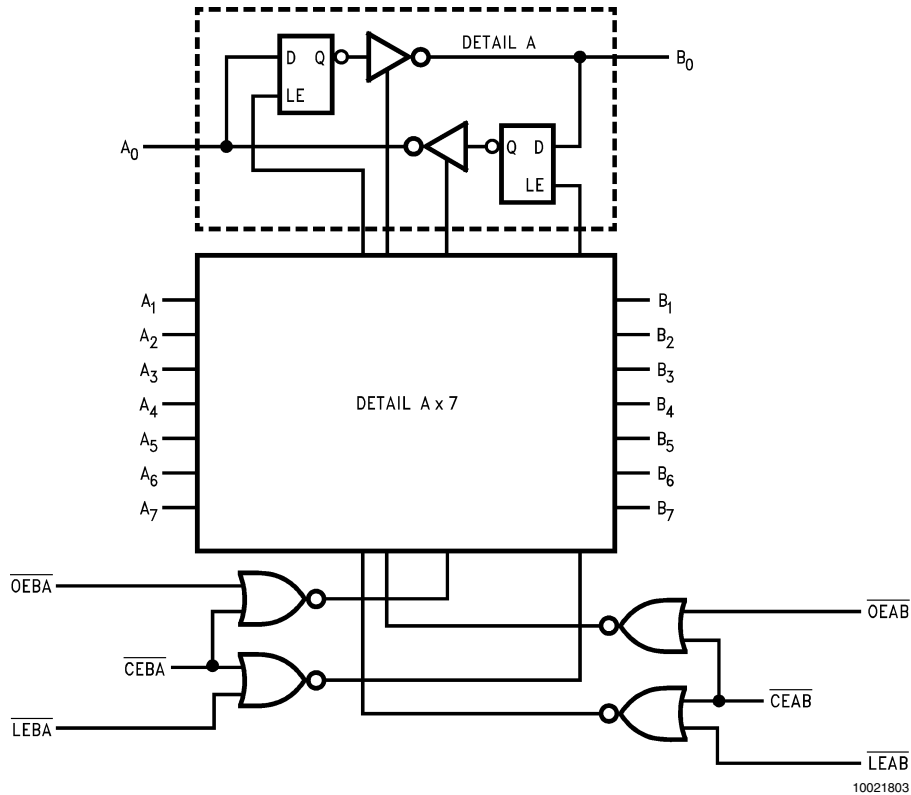 DETAIL A
D Q
LE
B0
A0
Q D
LE
A1 B1
A2 B2
A3 B3
A4 DETAIL A x 7 B4
A5 B5
A6 B6
A7 B7
OEBA
OEAB
CEBA
CEAB
LEBA
LEAB
10021803